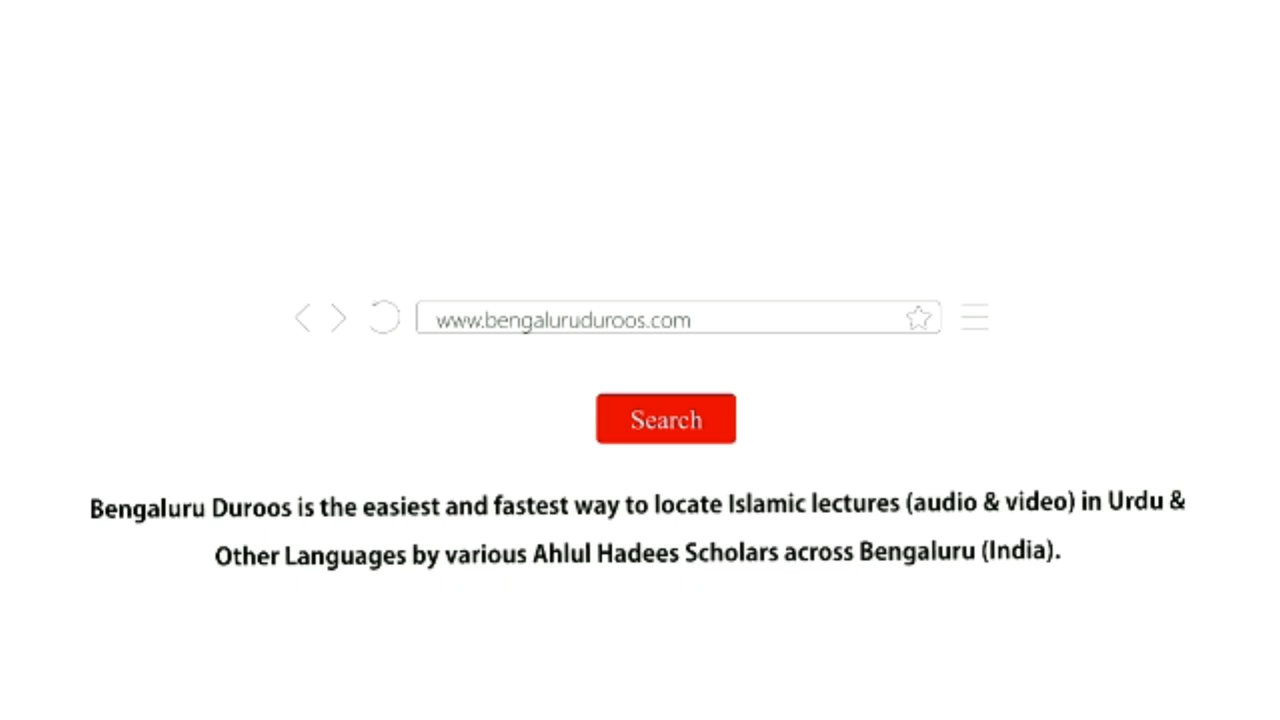 www.bengaluruduroos.com
Search
Bengaluru Duroos is the easiest and fastest way to locate Islamic lectures (audio & video) in Urdu &
Other Languages by various Ahlul Hadees Scholars across Bengaluru (India).